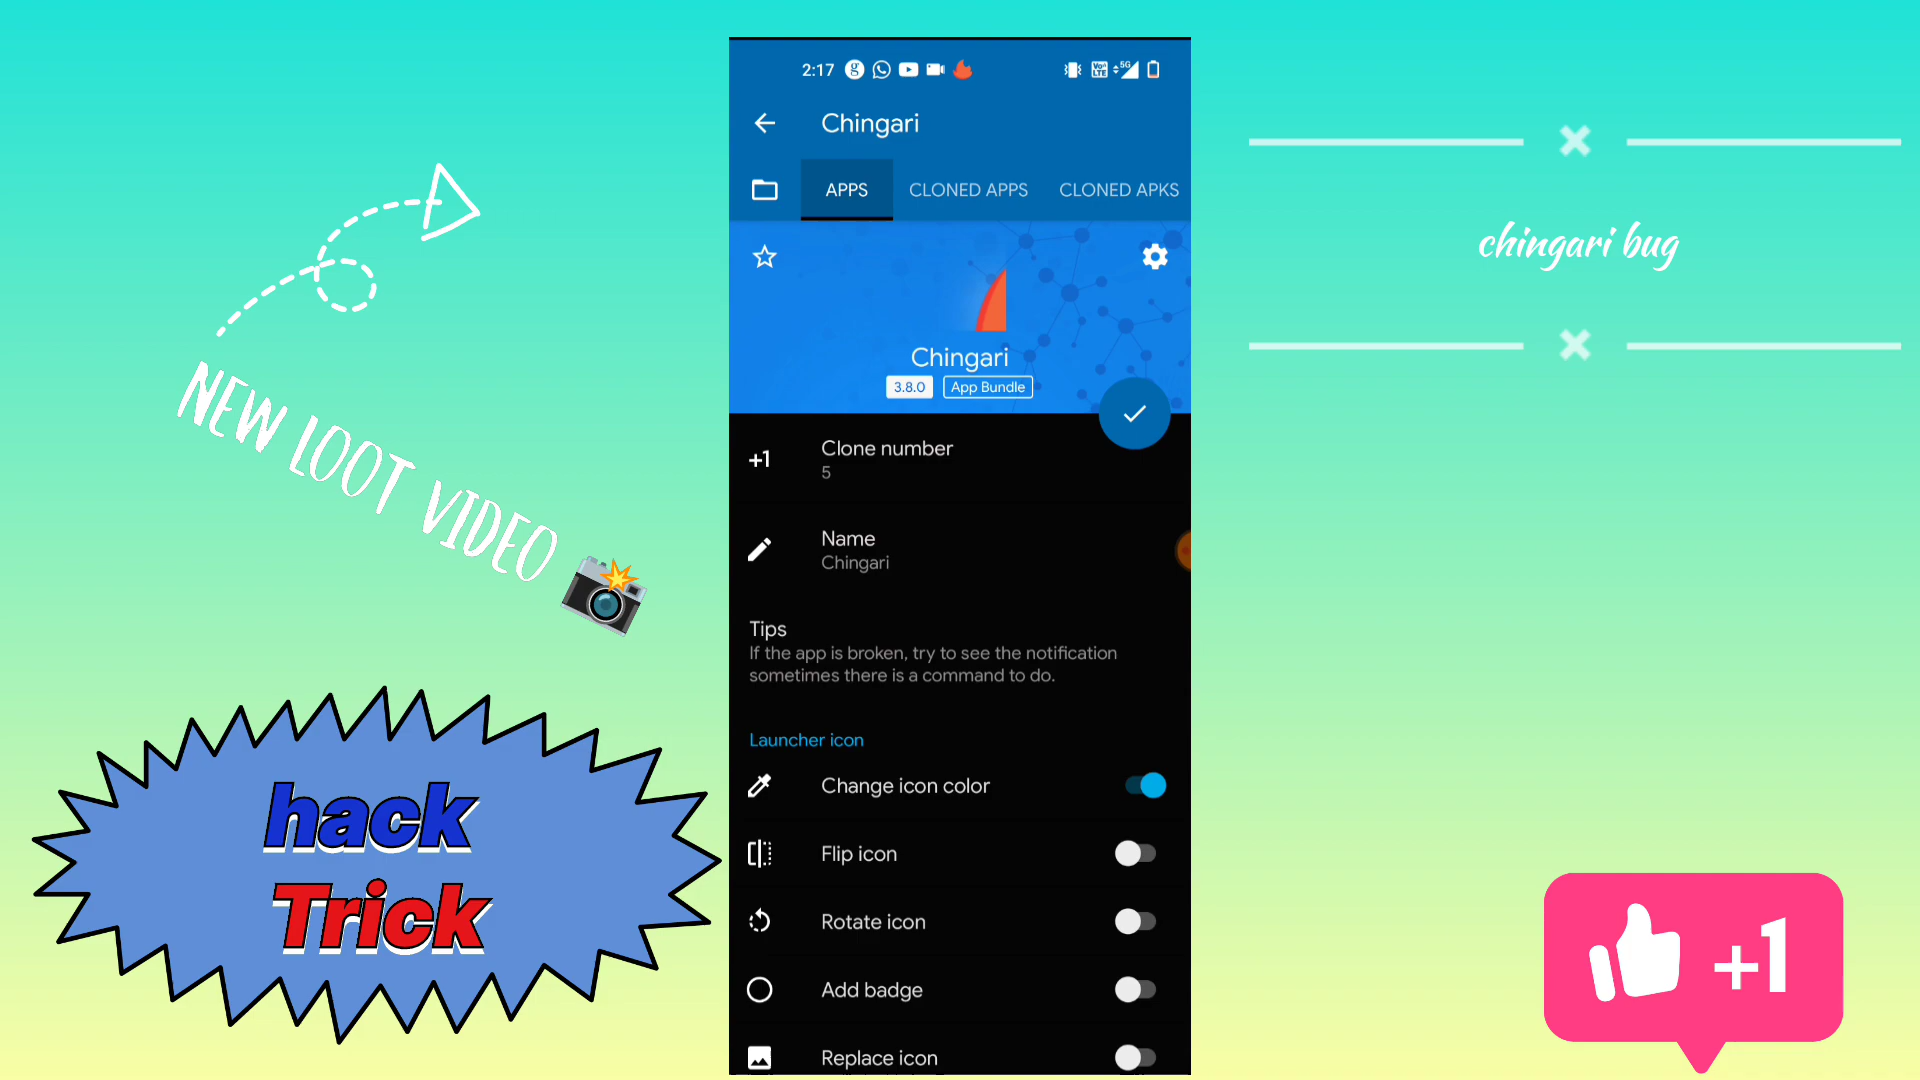 2:17
5G
VoLTE
Chingari
APPS
CLONED APPS
CLONED APKS
Chingari
3.8.0
App Bundle
+1
Clone number
5
Name
Chingari
Tips
If the app is broken, try to see the notification
sometimes there is a command to do.
Launcher icon
Change icon color
Flip icon
Rotate icon
Add badge
Replace icon
NEW LOOT VIDEO
hack
Trick
chingari bug
+1